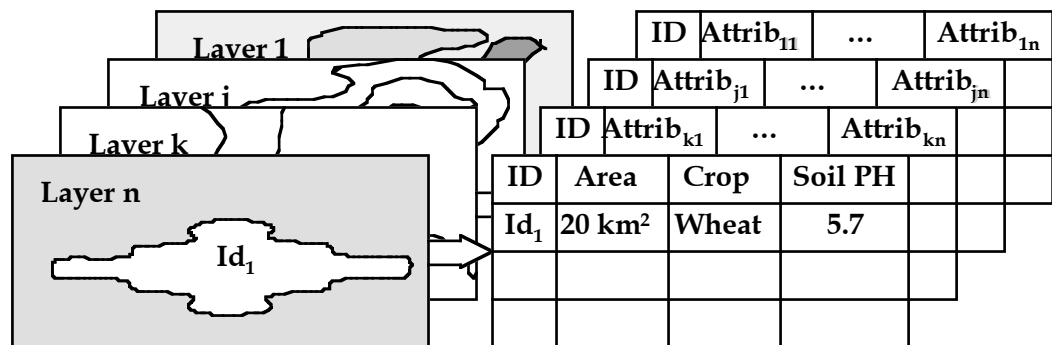 Layer 1
ID Attrib₁₁ ... Attrib₁ₙ
Layer j
ID Attribⱼ₁ ... Attribⱼₙ
Layer k
ID Attribₖ₁ ... Attribₖₙ
ID Area Crop Soil PH
Layer n
Id₁ 20 km² Wheat 5.7
Id₁